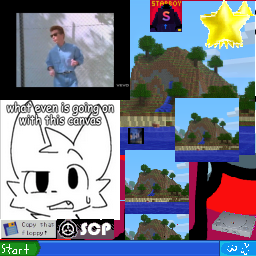 STARBOY
S
vevo
what even is going on
with this canvas
Copy that
floppy!
SCP
Start